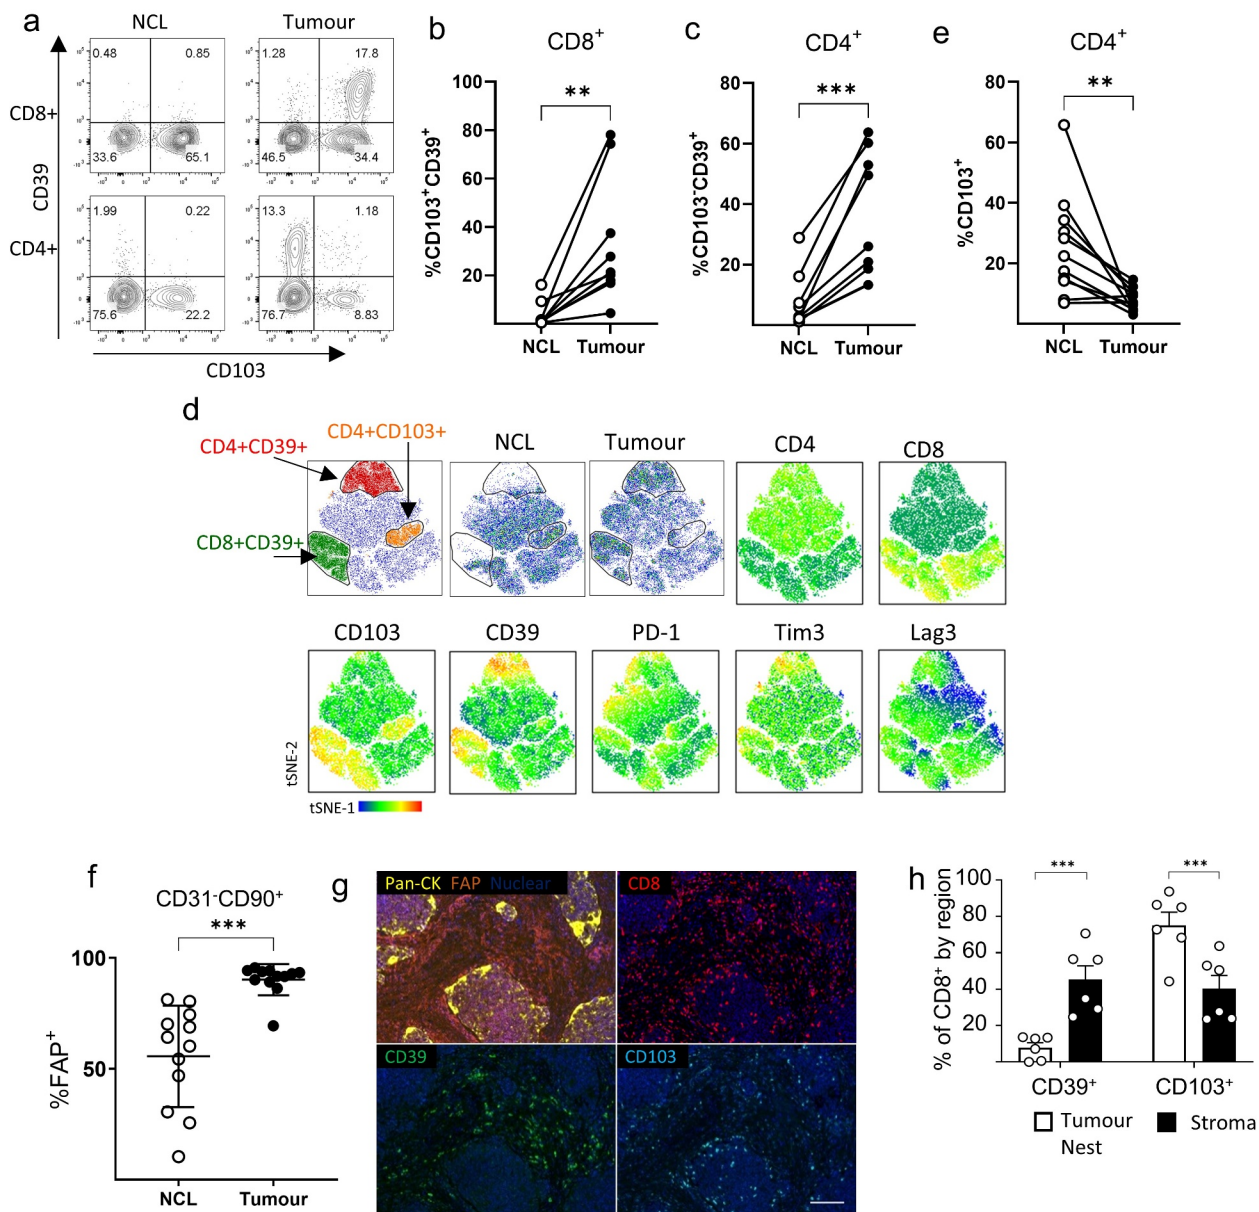 a
NCL
Tumour
CD8+
CD4+
CD39
CD103
0.48
0.85
33.6
65.1
1.28
17.8
46.5
34.4
1.99
0.22
75.6
22.2
13.3
1.18
76.7
8.83
b
CD8+
**
%CD103+CD39+
100
80
60
40
20
NCL
Tumour
c
CD4+
***
%CD103-CD39+
80
60
40
20
NCL
Tumour
e
CD4+
**
%CD103+
80
60
40
20
NCL
Tumour
d
CD4+CD39+
CD4+CD103+
CD8+CD39+
NCL
Tumour
CD4
CD8
CD103
CD39
PD-1
Tim3
Lag3
tSNE-2
tSNE-1
f
CD31-CD90+
***
%FAP+
100
50
NCL
Tumour
g
Pan-CK FAP Nuclear
CD8
CD39
CD103
h
***
***
% of CD8+ by region
100
80
60
40
20
CD39+
CD103+
Tumour Nest
Stroma